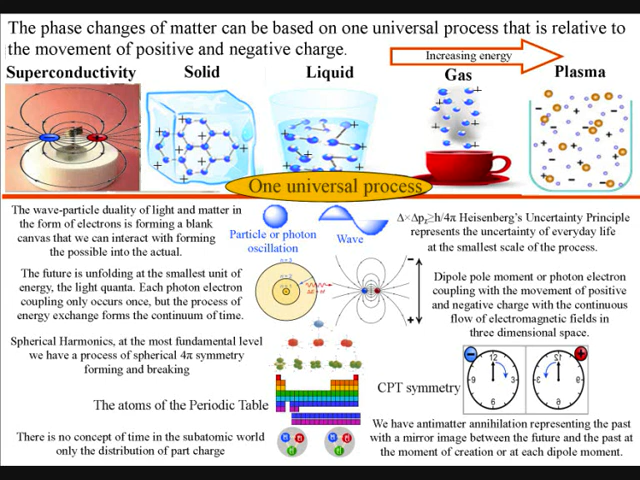 The phase changes of matter can be based on one universal process that is relative to
the movement of positive and negative charge.
Increasing energy
Superconductivity
Solid
Liquid
Gas
Plasma
One universal process
The wave-particle duality of light and matter in
the form of electrons is forming a blank
canvas that we can interact with forming
the possible into the actual.
Particle or photon
oscillation
Wave
Δ×Δpₓ≥h/4π Heisenberg's Uncertainty Principle
represents the uncertainty of everyday life
at the smallest scale of the process.
The future is unfolding at the smallest unit of
energy, the light quanta. Each photon electron
coupling only occurs once, but the process of
energy exchange forms the continuum of time.
Dipole pole moment or photon electron
coupling with the movement of positive
and negative charge with the continuous
flow of electromagnetic fields in
three dimensional space.
Spherical Harmonics, at the most fundamental level
we have a process of spherical 4π symmetry
forming and breaking
CPT symmetry
The atoms of the Periodic Table
There is no concept of time in the subatomic world
only the distribution of part charge
We have antimatter annihilation representing the past
with a mirror image between the future and the past at
the moment of creation or at each dipole moment.